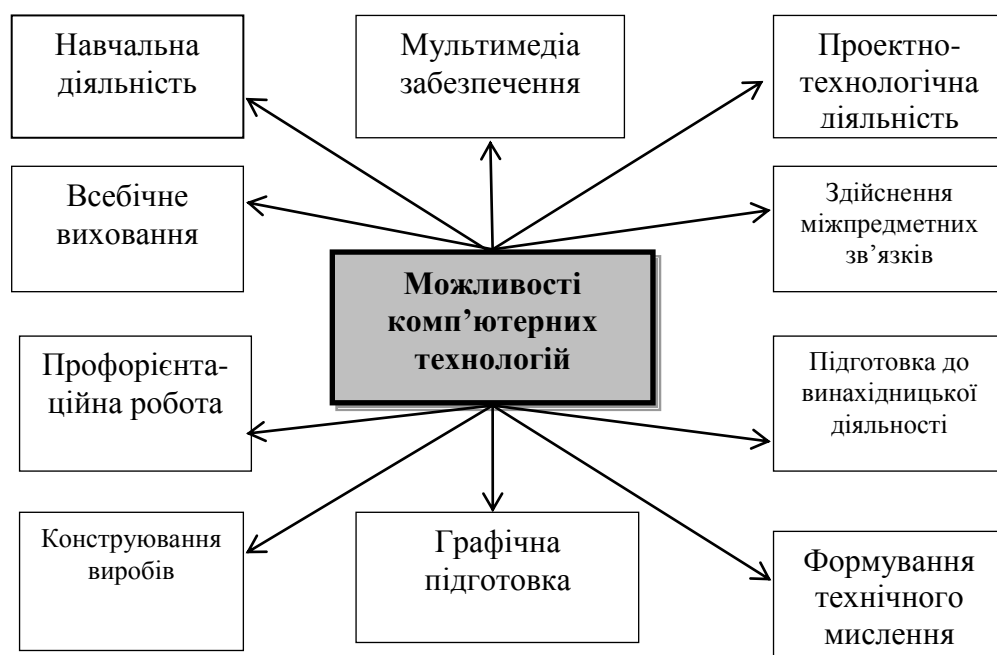 Навчальна
діяльність
Мультимедіа
забезпечення
Проектно-
технологічна
діяльність
Всебічне
виховання
Здійснення
міжпредметних
зв’язків
Можливості
комп’ютерних
технологій
Профорієнта-
ційна робота
Підготовка до
винахідницької
діяльності
Конструювання
виробів
Графічна
підготовка
Формування
технічного
мислення